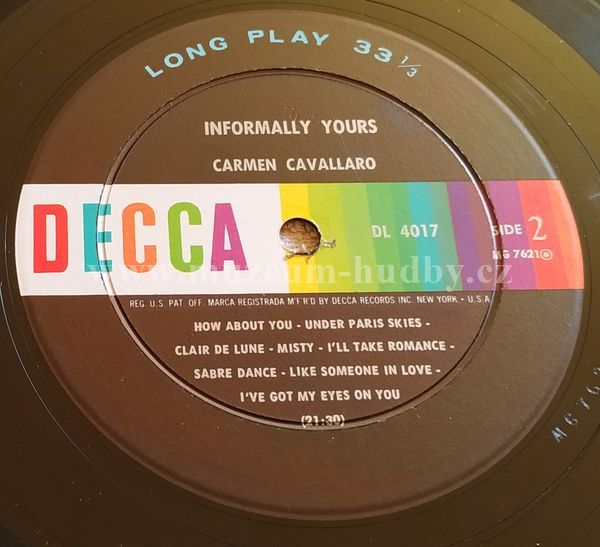 LONG PLAY 33 1/3
INFORMALLY YOURS
CARMEN CAVALLARO
DECCA
DL 4017
SIDE 2
MG 7621
www.muzeum-hudby.cz
REG. U.S. PAT. OFF. MARCA REGISTRADA M'F'R'D BY DECCA RECORDS INC. NEW YORK • U.S.A.
HOW ABOUT YOU - UNDER PARIS SKIES -
CLAIR DE LUNE - MISTY - I'LL TAKE ROMANCE -
SABRE DANCE - LIKE SOMEONE IN LOVE -
I'VE GOT MY EYES ON YOU
(21:30)